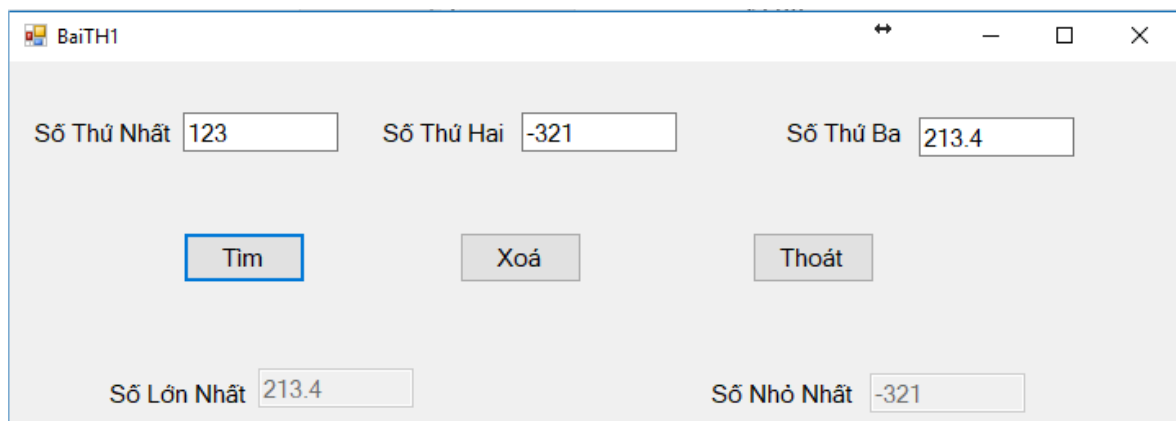 BaiTH1
Số Thứ Nhất 123 Số Thứ Hai -321 Số Thứ Ba 213.4
Tìm Xoá Thoát
Số Lớn Nhất 213.4 Số Nhỏ Nhất -321